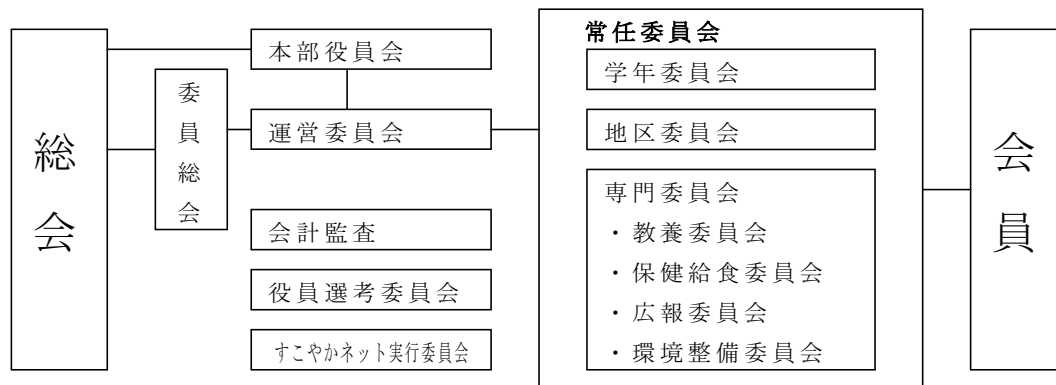 総会
委員総会
本部役員会
運営委員会
会計監査
役員選考委員会
すこやかネット実行委員会
常任委員会
学年委員会
地区委員会
専門委員会
・教養委員会
・保健給食委員会
・広報委員会
・環境整備委員会
会員